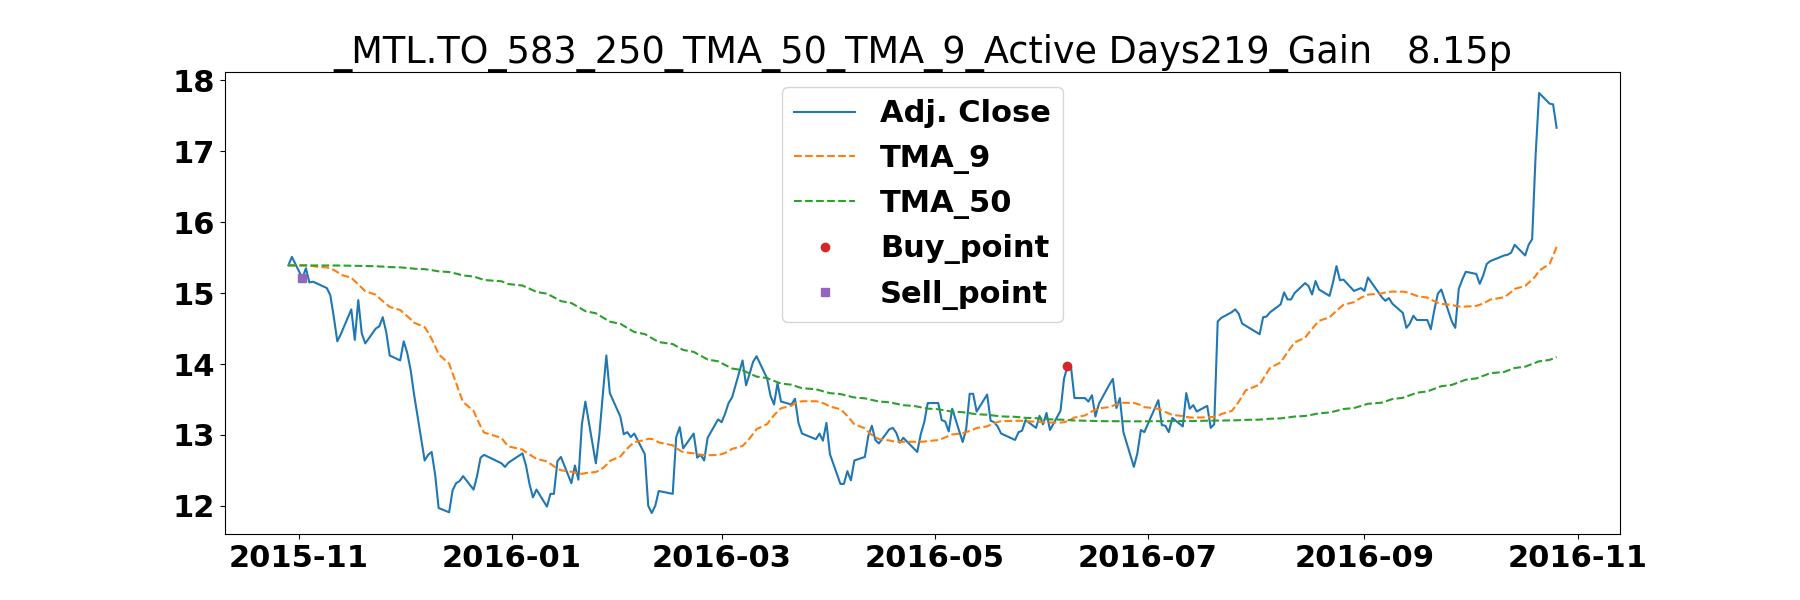 _MTL.TO_583_250_TMA_50_TMA_9_Active Days219_Gain   8.15p
18
17
16
15
14
13
12
Adj. Close
TMA_9
TMA_50
Buy_point
Sell_point
2015-11 2016-01 2016-03 2016-05 2016-07 2016-09 2016-11